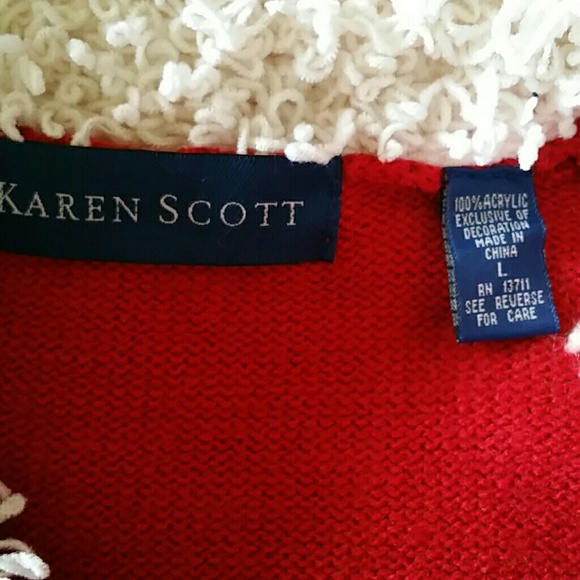 KAREN SCOTT
100% ACRYLIC
EXCLUSIVE OF
DECORATION
MADE IN
CHINA
L
RN 13711
SEE REVERSE
FOR CARE